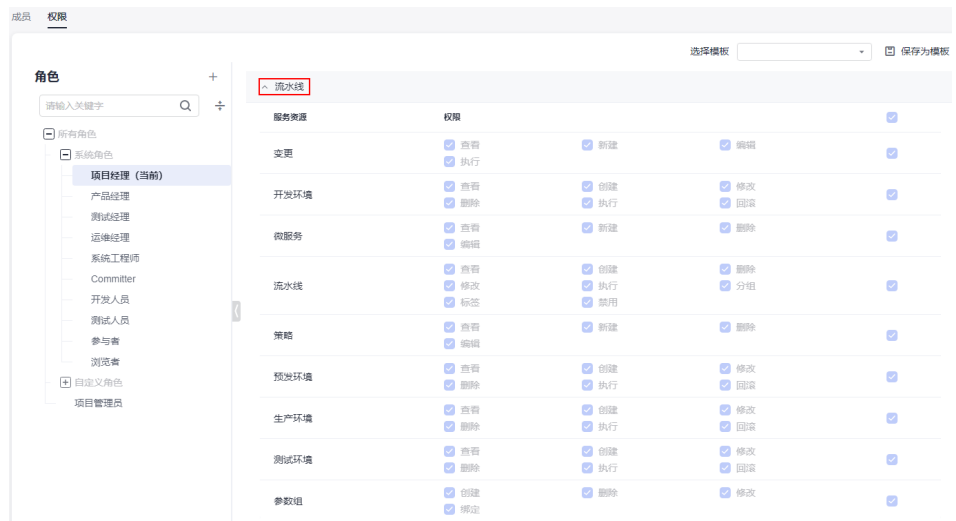 成员 权限
选择模板 保存为模板
角色 +
请输入关键字
所有角色
系统角色
项目经理（当前）
产品经理
测试经理
运维经理
系统工程师
Committer
开发人员
测试人员
参与者
浏览者
自定义角色
项目管理员
流水线
服务资源 权限
变更 查看 新建 编辑
执行
开发环境 查看 创建 修改
删除 执行 回滚
微服务 查看 新建 删除
编辑
流水线 查看 创建 删除
修改 执行 分组
标签 禁用
策略 查看 新建 删除
编辑
预发环境 查看 创建 修改
删除 执行 回滚
生产环境 查看 创建 修改
删除 执行 回滚
测试环境 查看 创建 修改
删除 执行 回滚
参数组 创建 删除 修改
绑定